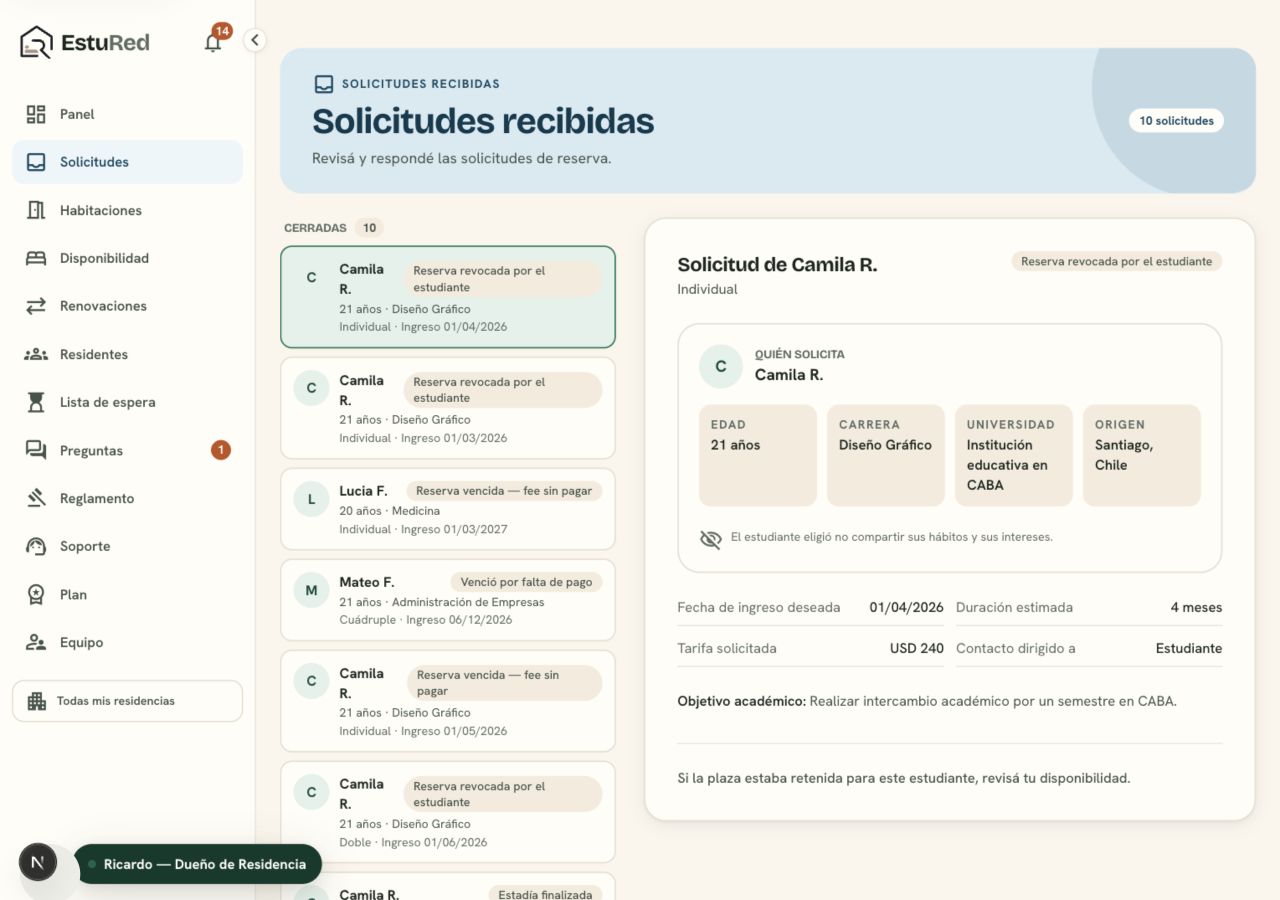 EstuRed
14
Panel
Solicitudes
Habitaciones
Disponibilidad
Renovaciones
Residentes
Lista de espera
Preguntas
1
Reglamento
Soporte
Plan
Equipo
Todas mis residencias
N
Ricardo — Dueño de Residencia
SOLICITUDES RECIBIDAS
Solicitudes recibidas
Revisá y respondé las solicitudes de reserva.
10 solicitudes
CERRADAS 10
C
Camila
R.
Reserva revocada por el
estudiante
21 años · Diseño Gráfico
Individual · Ingreso 01/04/2026
C
Camila
R.
Reserva revocada por el
estudiante
21 años · Diseño Gráfico
Individual · Ingreso 01/03/2026
L
Lucia F.
Reserva vencida — fee sin pagar
20 años · Medicina
Individual · Ingreso 01/03/2027
M
Mateo F.
Venció por falta de pago
21 años · Administración de Empresas
Cuádruple · Ingreso 06/12/2026
C
Camila
R.
Reserva vencida — fee sin
pagar
21 años · Diseño Gráfico
Individual · Ingreso 01/05/2026
C
Camila
R.
Reserva revocada por el
estudiante
21 años · Diseño Gráfico
Doble · Ingreso 01/06/2026
C
Camila R.
Estadía finalizada
Solicitud de Camila R.
Reserva revocada por el estudiante
Individual
C
QUIÉN SOLICITA
Camila R.
EDAD
21 años
CARRERA
Diseño Gráfico
UNIVERSIDAD
Institución
educativa en
CABA
ORIGEN
Santiago,
Chile
El estudiante eligió no compartir sus hábitos y sus intereses.
Fecha de ingreso deseada 01/04/2026
Duración estimada 4 meses
Tarifa solicitada USD 240
Contacto dirigido a Estudiante
Objetivo académico: Realizar intercambio académico por un semestre en CABA.
Si la plaza estaba retenida para este estudiante, revisá tu disponibilidad.